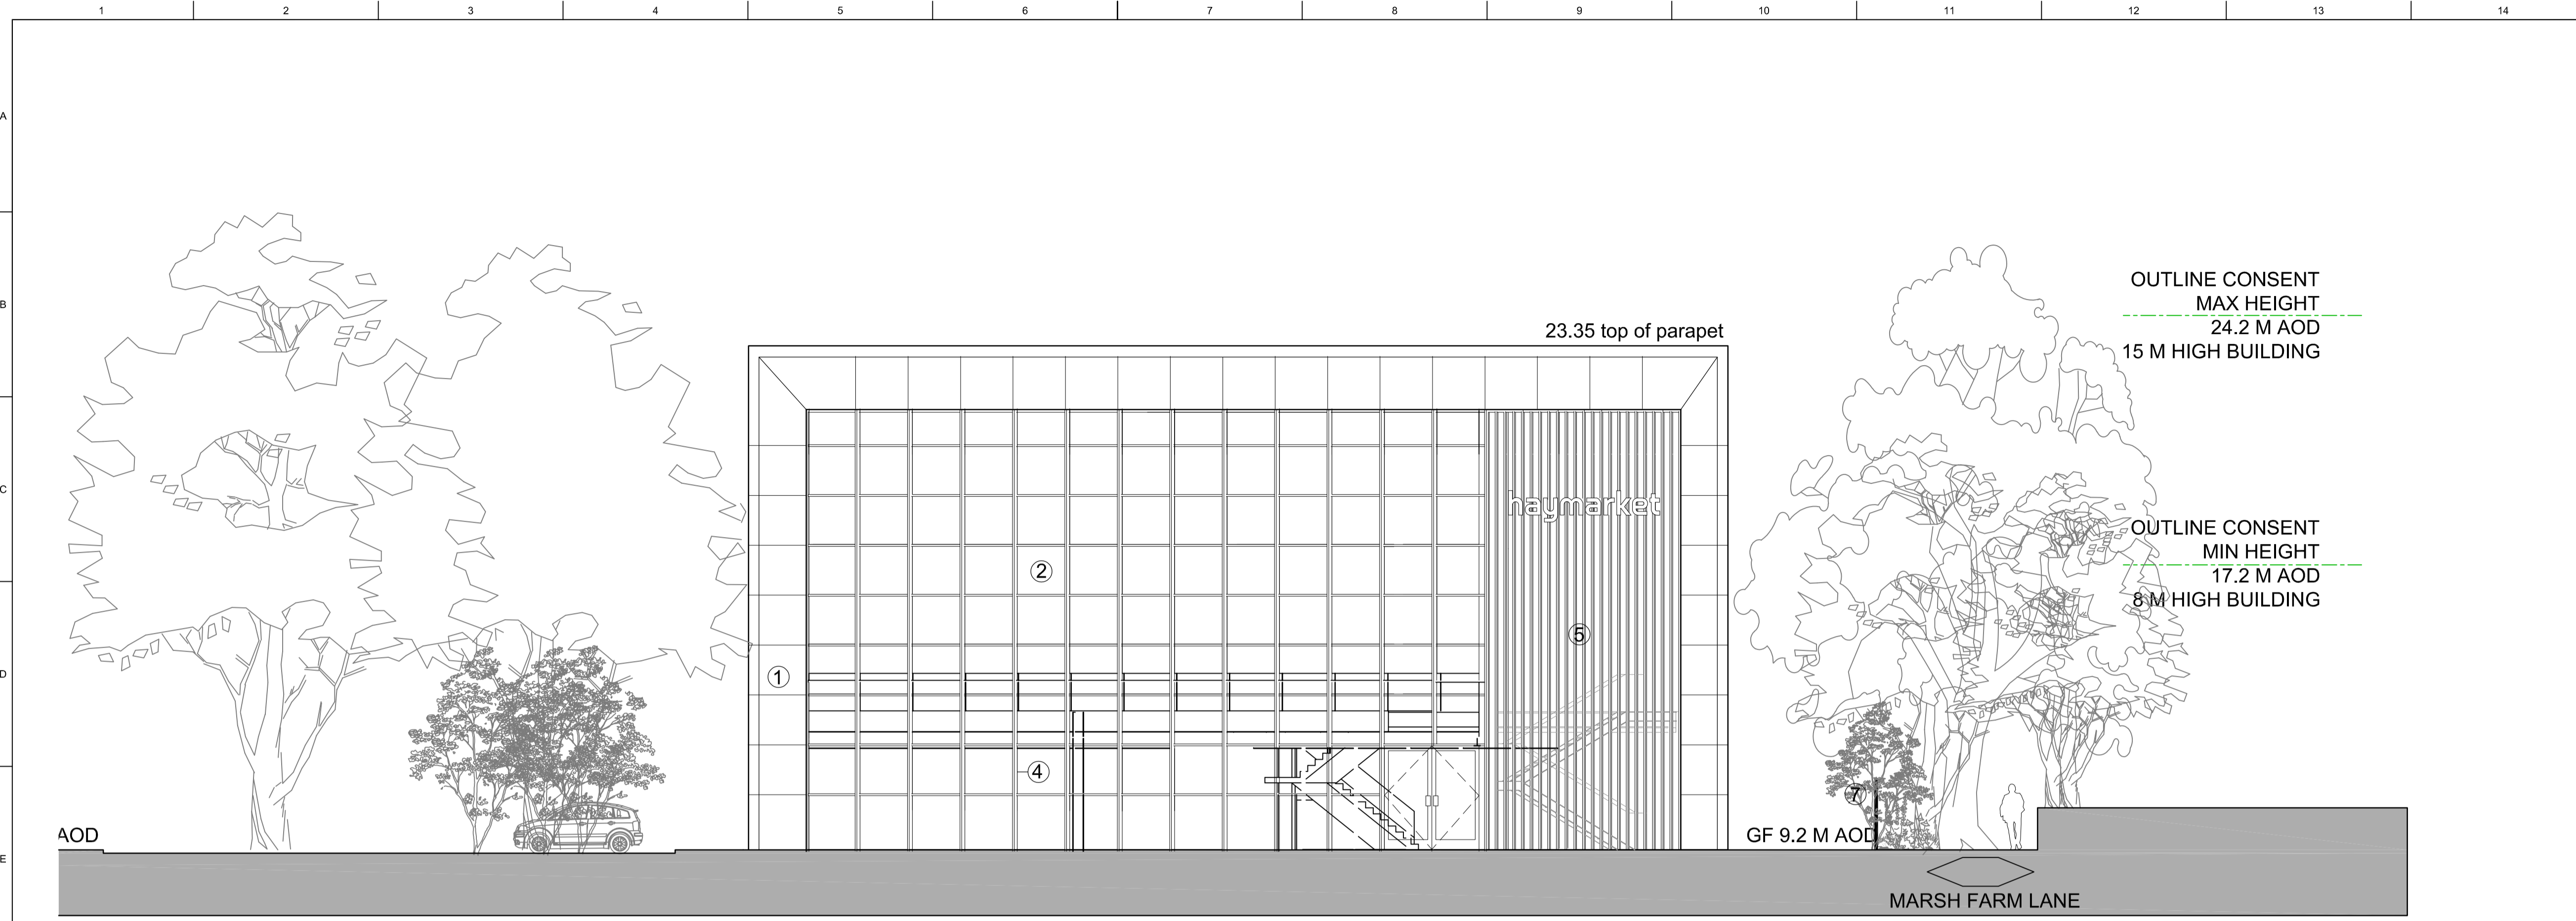 1 2 3 4 5 6 7 8 9 10 11 12 13 14
A
B
C
D
E
OUTLINE CONSENT
MAX HEIGHT
24.2 M AOD
15 M HIGH BUILDING
23.35 top of parapet
haymarket
OUTLINE CONSENT
MIN HEIGHT
17.2 M AOD
8 M HIGH BUILDING
2
5
1
4
7
AOD
GF 9.2 M AOD
MARSH FARM LANE